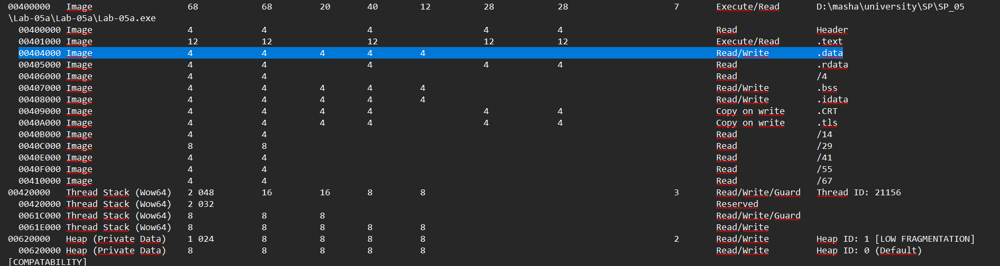 00400000 Image 68 68 20 40 12 28 28 7 Execute/Read D:\masha\university\SP\SP_05
\Lab-05a\Lab-05a\Lab-05a.exe
00400000 Image 4 4 4 4 4 Read Header
00401000 Image 12 12 12 12 12 Execute/Read .text
00404000 Image 4 4 4 4 4 Read/Write .data
00405000 Image 4 4 4 4 4 Read .rdata
00406000 Image 4 4 Read /4
00407000 Image 4 4 4 4 4 Read/Write .bss
00408000 Image 4 4 4 4 4 Read/Write .idata
00409000 Image 4 4 4 4 4 4 Copy on write .CRT
0040A000 Image 4 4 4 4 4 4 Copy on write .tls
0040B000 Image 4 4 Read /14
0040C000 Image 8 8 Read /29
0040E000 Image 4 4 Read /41
0040F000 Image 4 4 Read /55
00410000 Image 4 4 Read /67
00420000 Thread Stack (Wow64) 2 048 16 16 8 8 3 Read/Write/Guard Thread ID: 21156
00420000 Thread Stack (Wow64) 2 032 Reserved
0061C000 Thread Stack (Wow64) 8 8 8 Read/Write/Guard
0061E000 Thread Stack (Wow64) 8 8 8 8 8 Read/Write
00620000 Heap (Private Data) 1 024 8 8 8 8 2 Read/Write Heap ID: 1 [LOW FRAGMENTATION]
00620000 Heap (Private Data) 8 8 8 8 8 Read/Write Heap ID: 0 (Default)
[COMPATABILITY]